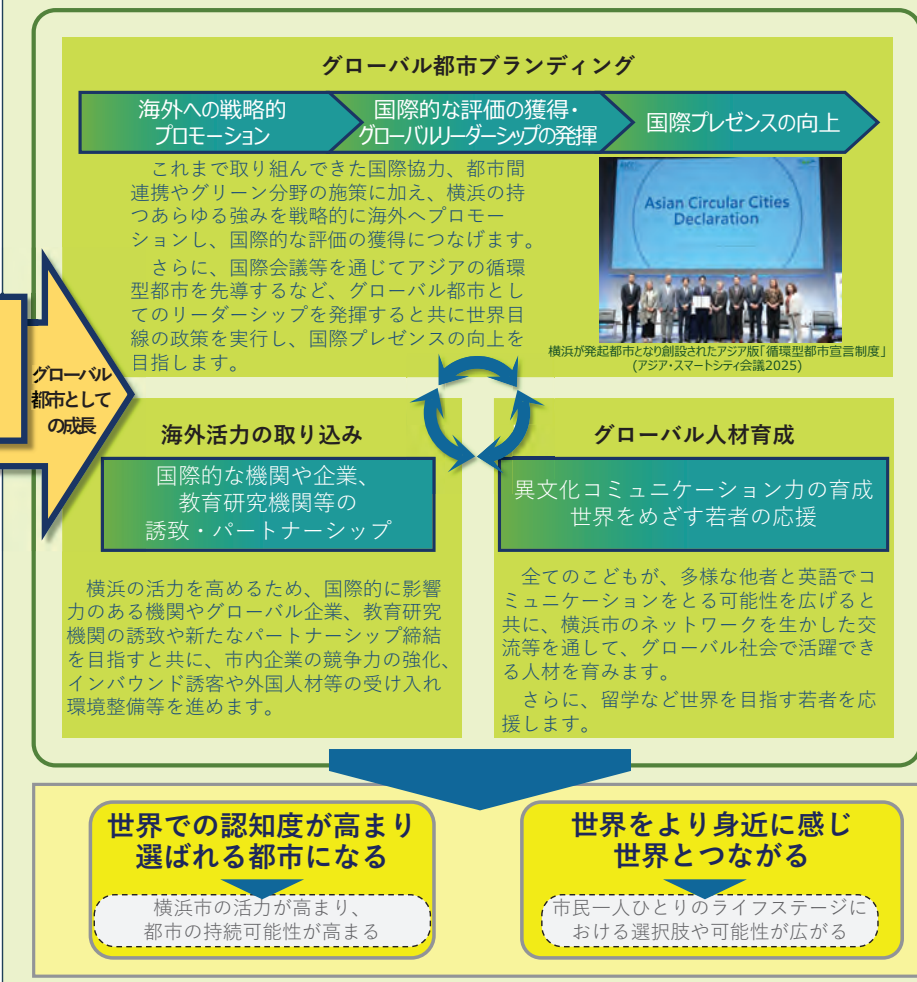 グローバル都市ブランディング
海外への戦略的
プロモーション
国際的な評価の獲得・
グローバルリーダーシップの発揮
国際プレゼンスの向上
これまで取り組んできた国際協力、都市間
連携やグリーン分野の施策に加え、横浜の持
つあらゆる強みを戦略的に海外へプロモー
ションし、国際的な評価の獲得につなげます。
さらに、国際会議等を通じてアジアの循環
型都市を先導するなど、グローバル都市とし
てのリーダーシップを発揮すると共に世界目
線の政策を実行し、国際プレゼンスの向上を
目指します。
Asian Circular Cities
Declaration
横浜が発起都市となり創設されたアジア版「循環型都市宣言制度」
(アジア・スマートシティ会議2025)
グローバル
都市として
の成長
海外活力の取り込み
国際的な機関や企業、
教育研究機関等の
誘致・パートナーシップ
横浜の活力を高めるため、国際的に影響
力のある機関やグローバル企業、教育研究
機関の誘致や新たなパートナーシップ締結
を目指すと共に、市内企業の競争力の強化、
インバウンド誘客や外国人材等の受け入れ
環境整備等を進めます。
グローバル人材育成
異文化コミュニケーション力の育成
世界をめざす若者の応援
全てのこどもが、多様な他者と英語でコ
ミュニケーションをとる可能性を広げると
共に、横浜市のネットワークを生かした交
流等を通して、グローバル社会で活躍でき
る人材を育みます。
さらに、留学など世界を目指す若者を応
援します。
世界での認知度が高まり
選ばれる都市になる
横浜市の活力が高まり、
都市の持続可能性が高まる
世界をより身近に感じ
世界とつながる
市民一人ひとりのライフステージに
おける選択肢や可能性が広がる